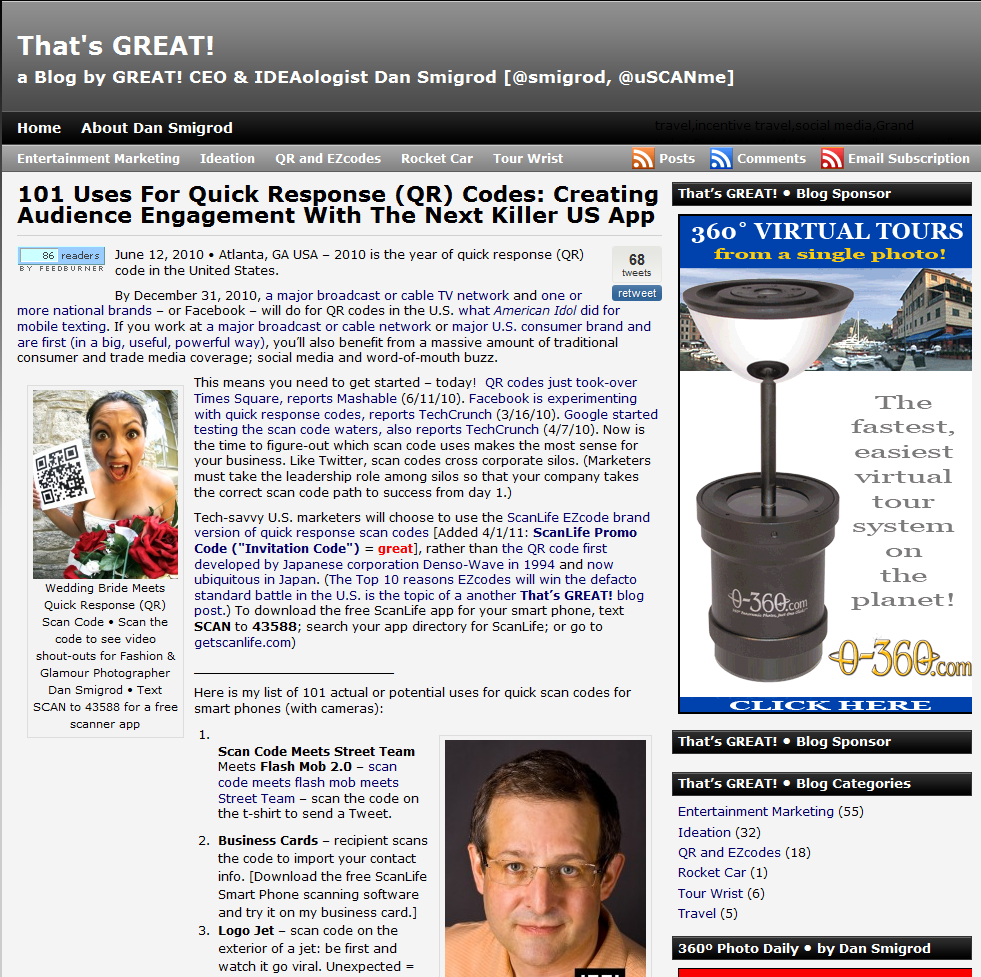 That's GREAT!
a Blog by GREAT! CEO & IDEAologist Dan Smigrod [@smigrod, @uSCANme]
Home About Dan Smigrod
travel,incentive travel,social media,Grand
Entertainment Marketing Ideation QR and EZcodes Rocket Car Tour Wrist Posts Comments Email Subscription
101 Uses For Quick Response (QR) Codes: Creating
Audience Engagement With The Next Killer US App
86 readers
BY FEEDBURNER
68
tweets
retweet
June 12, 2010 • Atlanta, GA USA – 2010 is the year of quick response (QR)
code in the United States.
By December 31, 2010, a major broadcast or cable TV network and one or
more national brands – or Facebook – will do for QR codes in the U.S. what American Idol did for
mobile texting. If you work at a major broadcast or cable network or major U.S. consumer brand and
are first (in a big, useful, powerful way), you’ll also benefit from a massive amount of traditional
consumer and trade media coverage; social media and word-of-mouth buzz.
Wedding Bride Meets
Quick Response (QR)
Scan Code • Scan the
code to see video
shout-outs for Fashion &
Glamour Photographer
Dan Smigrod • Text
SCAN to 43588 for a free
scanner app
This means you need to get started – today!  QR codes just took-over
Times Square, reports Mashable (6/11/10). Facebook is experimenting
with quick response codes, reports TechCrunch (3/16/10). Google started
testing the scan code waters, also reports TechCrunch (4/7/10). Now is
the time to figure-out which scan code uses makes the most sense for
your business. Like Twitter, scan codes cross corporate silos. (Marketers
must take the leadership role among silos so that your company takes
the correct scan code path to success from day 1.)
Tech-savvy U.S. marketers will choose to use the ScanLife EZcode brand
version of quick response scan codes [Added 4/1/11: ScanLife Promo
Code ("Invitation Code") = great], rather than the QR code first
developed by Japanese corporation Denso-Wave in 1994 and now
ubiquitous in Japan. (The Top 10 reasons EZcodes will win the defacto
standard battle in the U.S. is the topic of a another That’s GREAT! blog
post.) To download the free ScanLife app for your smart phone, text
SCAN to 43588; search your app directory for ScanLife; or go to
getscanlife.com)
Here is my list of 101 actual or potential uses for quick scan codes for
smart phones (with cameras):
1.
Scan Code Meets Street Team
Meets Flash Mob 2.0 – scan
code meets flash mob meets
Street Team – scan the code on
the t-shirt to send a Tweet.
2. Business Cards – recipient scans
the code to import your contact
info. [Download the free ScanLife
Smart Phone scanning software
and try it on my business card.]
3. Logo Jet – scan code on the
exterior of a jet: be first and
watch it go viral. Unexpected =
That’s GREAT! • Blog Sponsor
360° VIRTUAL TOURS
from a single photo!
The
fastest,
easiest
virtual
tour
system
on
the
planet!
0-360.com
0-360.com
CLICK HERE
That’s GREAT! • Blog Sponsor
That’s GREAT! • Blog Categories
Entertainment Marketing (55)
Ideation (32)
QR and EZcodes (18)
Rocket Car (1)
Tour Wrist (6)
Travel (5)
360º Photo Daily • by Dan Smigrod